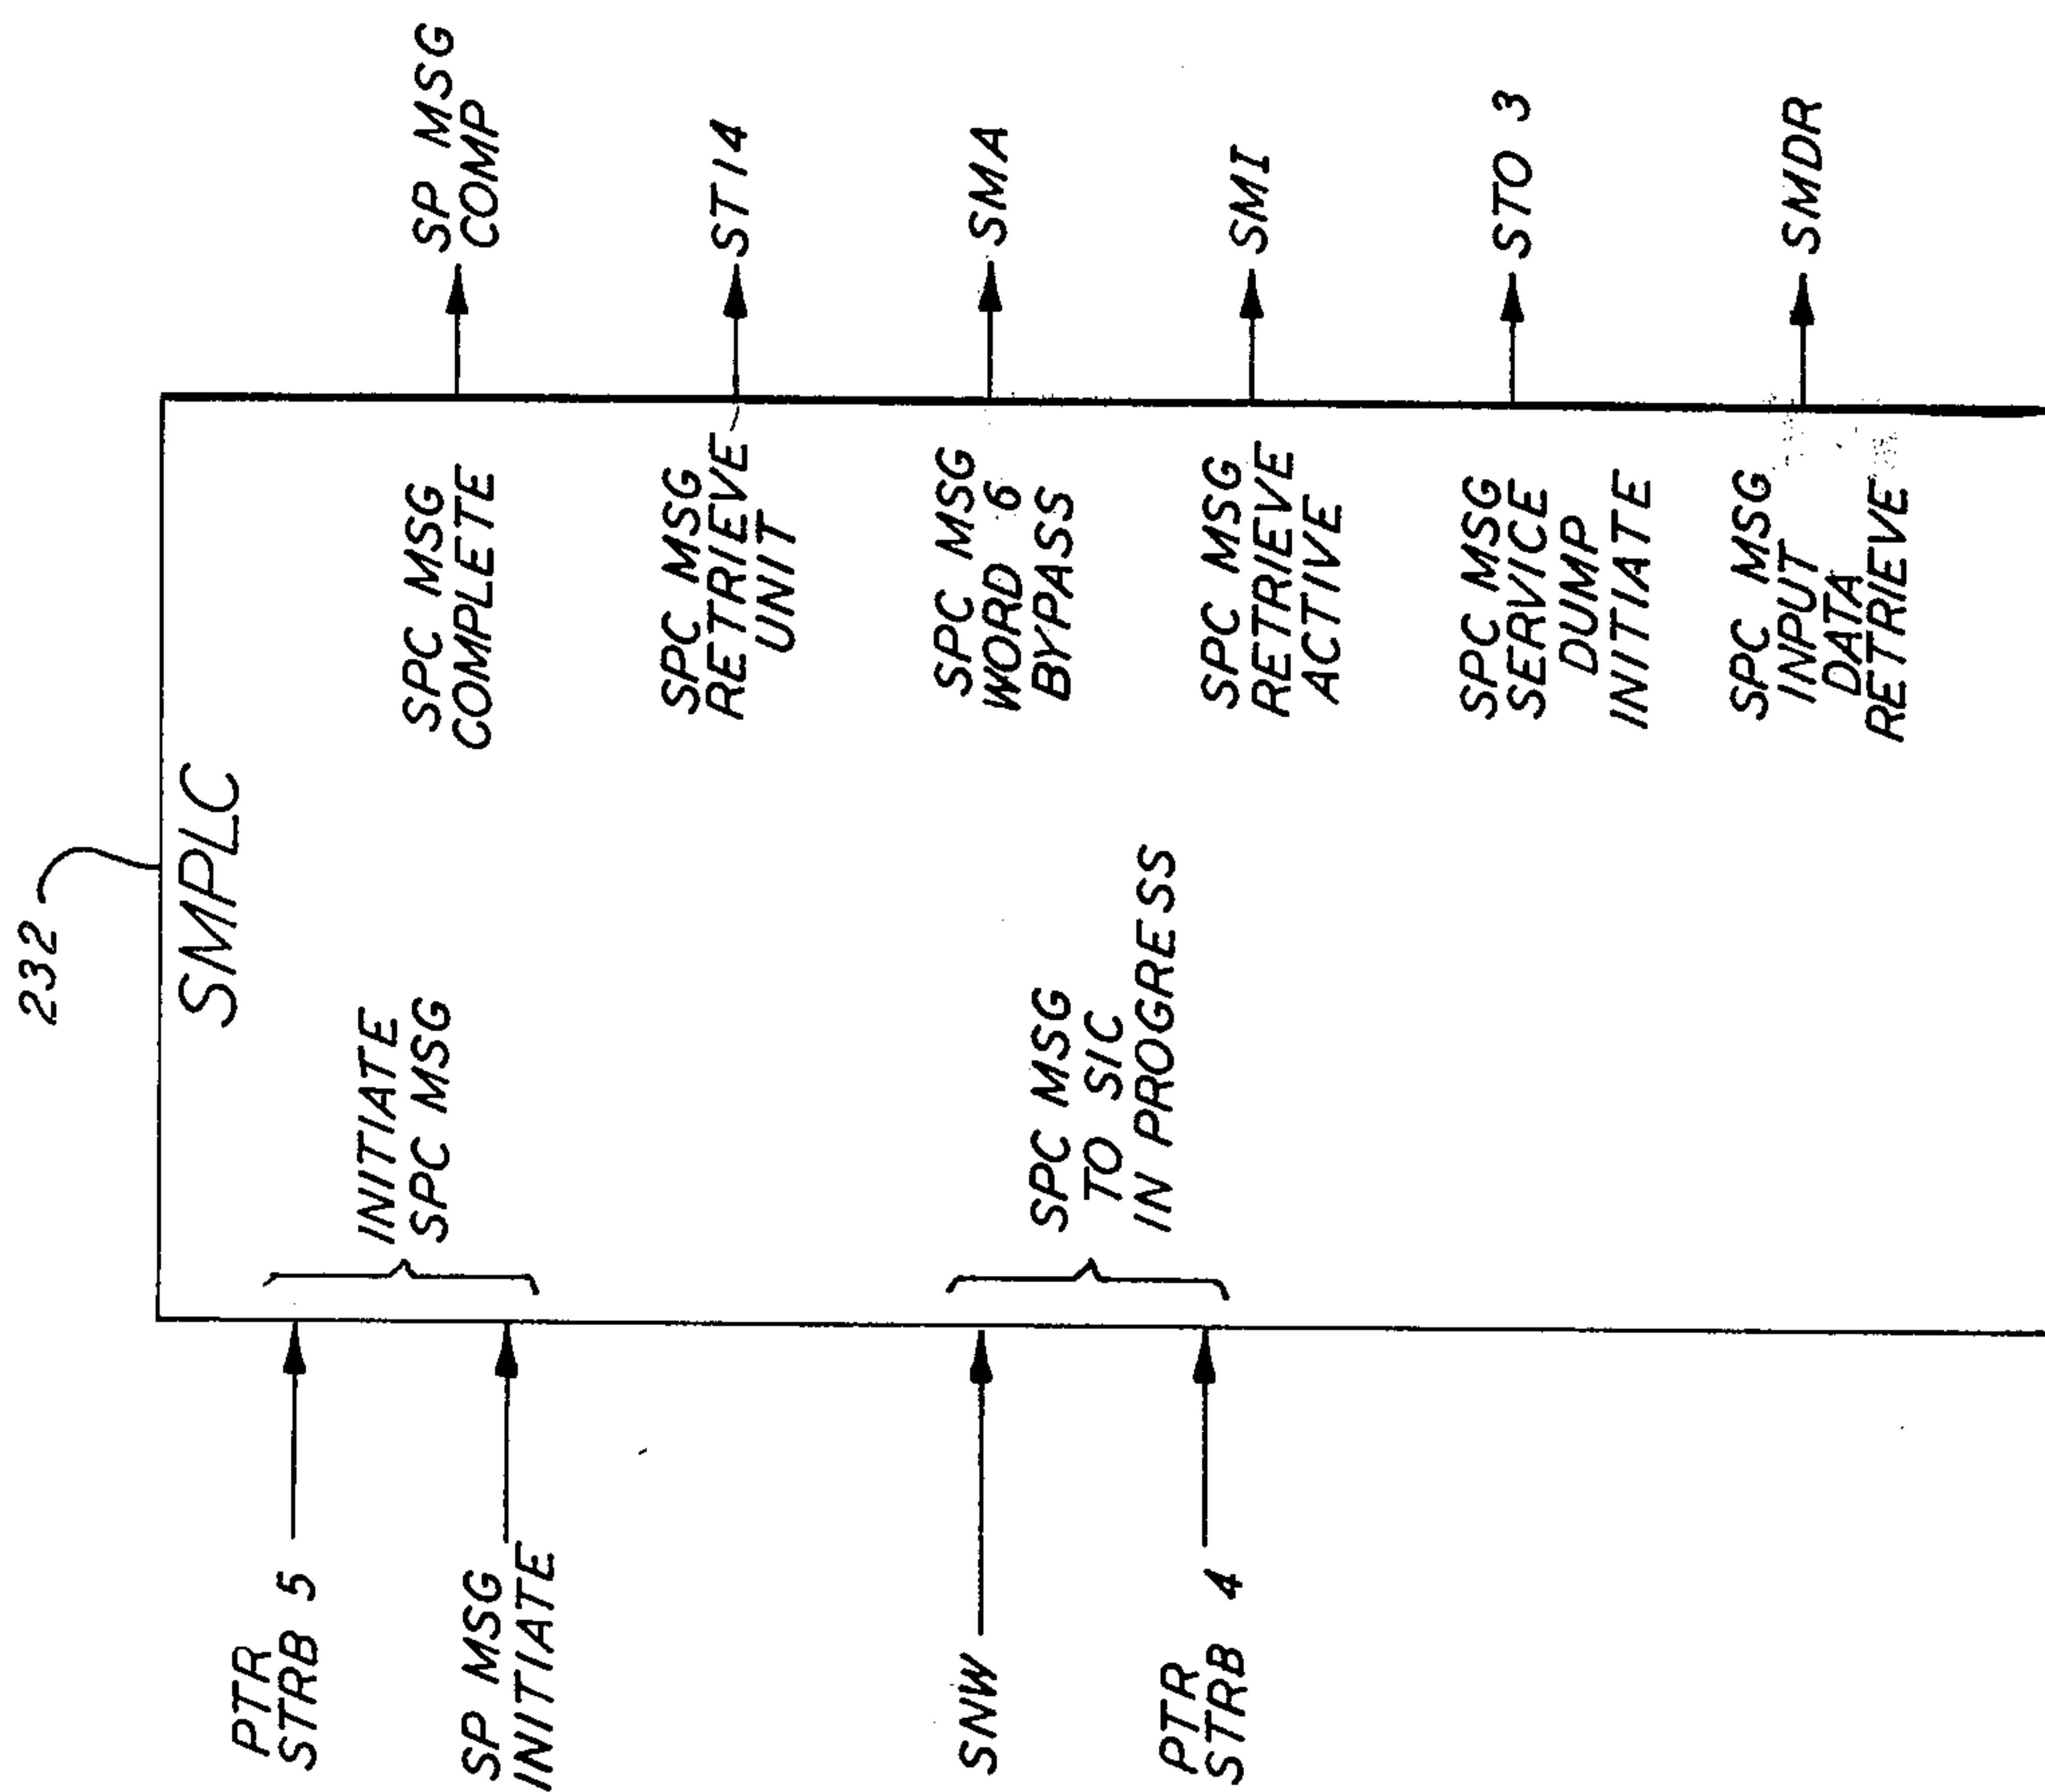 232
SMPLC
PTR
STRB 5
SP MSG
INITIATE
INITIATE
SPC MSG
SNW
PTR
STRB 4
SPC MSG
TO SIC
IN PROGRESS
SPC MSG
COMPLETE
SP MSG
COMP
SPC MSG
RETRIEVE
UNIT
ST14
SPC MSG
WORD 6
BYPASS
SMA
SPC MSG
RETRIEVE
ACTIVE
SMI
SPC MSG
SERVICE
DUMP
INITIATE
STO 3
SPC MSG
INPUT
DATA
RETRIEVE
SMDR